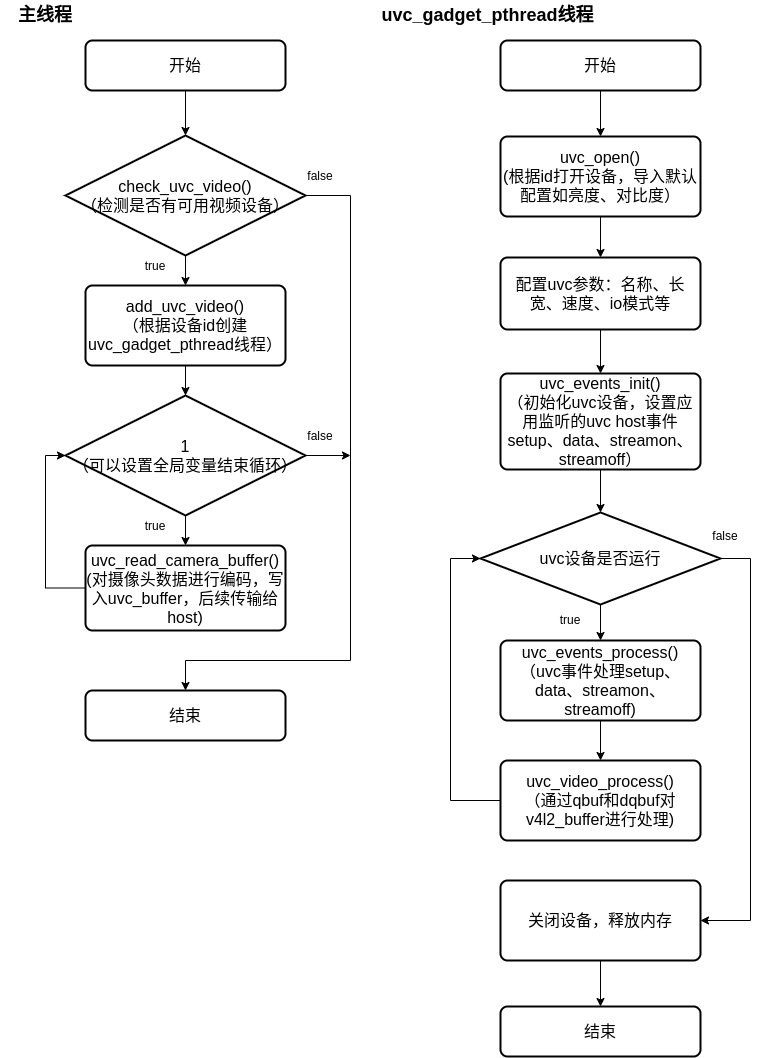 主线程
开始
check_uvc_video()
（检测是否有可用视频设备）
false
true
add_uvc_video()
（根据设备id创建
uvc_gadget_pthread线程）
1
（可以设置全局变量结束循环）
false
true
uvc_read_camera_buffer()
(对摄像头数据进行编码，写
入uvc_buffer，后续传输给
host)
结束
uvc_gadget_pthread线程
开始
uvc_open()
(根据id打开设备，导入默认
配置如亮度、对比度）
配置uvc参数：名称、长
宽、速度、io模式等
uvc_events_init()
（初始化uvc设备，设置应
用监听的uvc host事件
setup、data、streamon、
streamoff）
uvc设备是否运行
false
true
uvc_events_process()
（uvc事件处理setup、
data、streamon、
streamoff)
uvc_video_process()
（通过qbuf和dqbuf对
v4l2_buffer进行处理)
关闭设备，释放内存
结束